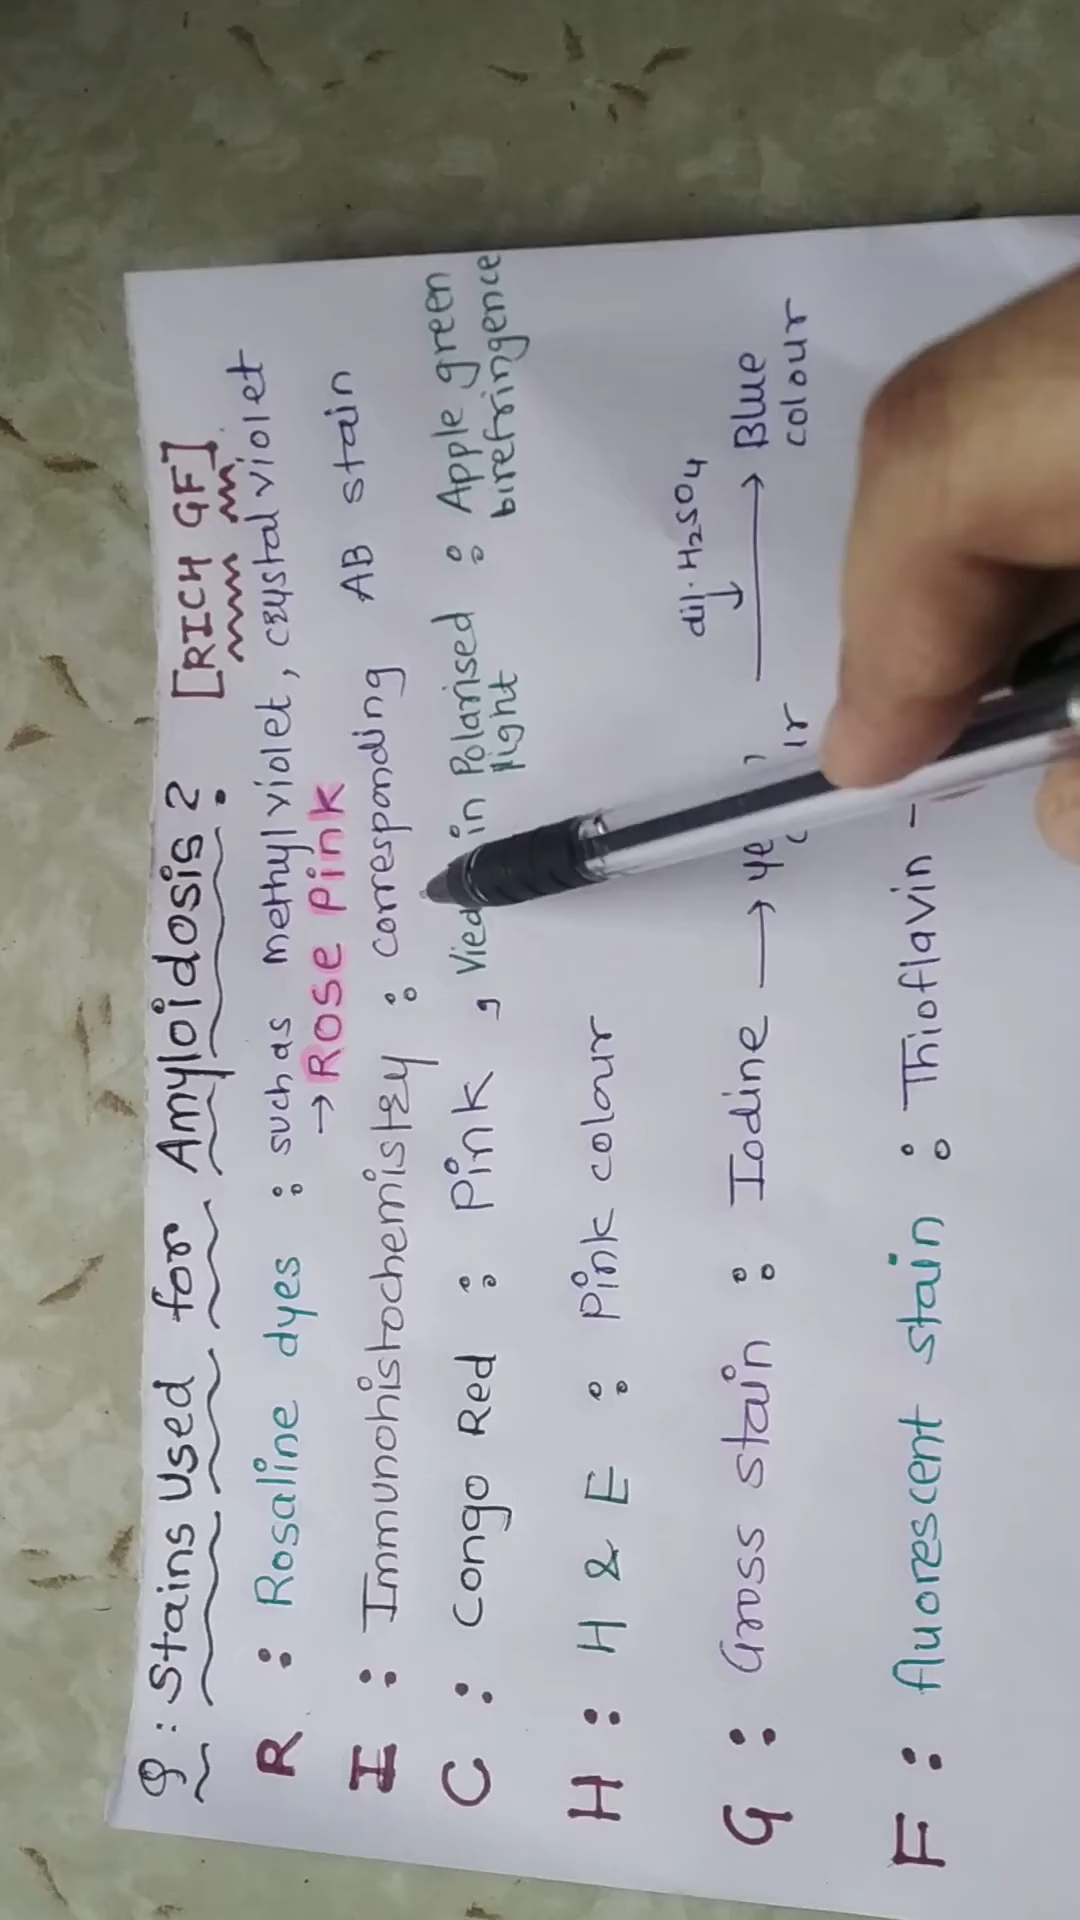 Q: Stains Used for Amyloidosis? [RICH GF]
R : Rosaline dyes : such as methyl violet, crystal violet
→ Rose Pink
I : Immunohistochemistry : corresponding AB stain
C : Congo Red : Pink , Vied in Polarised light : Apple green birefringence
H : H & E : Pink colour
G : Gross stain : Iodine → dil. H2SO4 → Blue colour
F : fluorescent stain : Thioflavin -